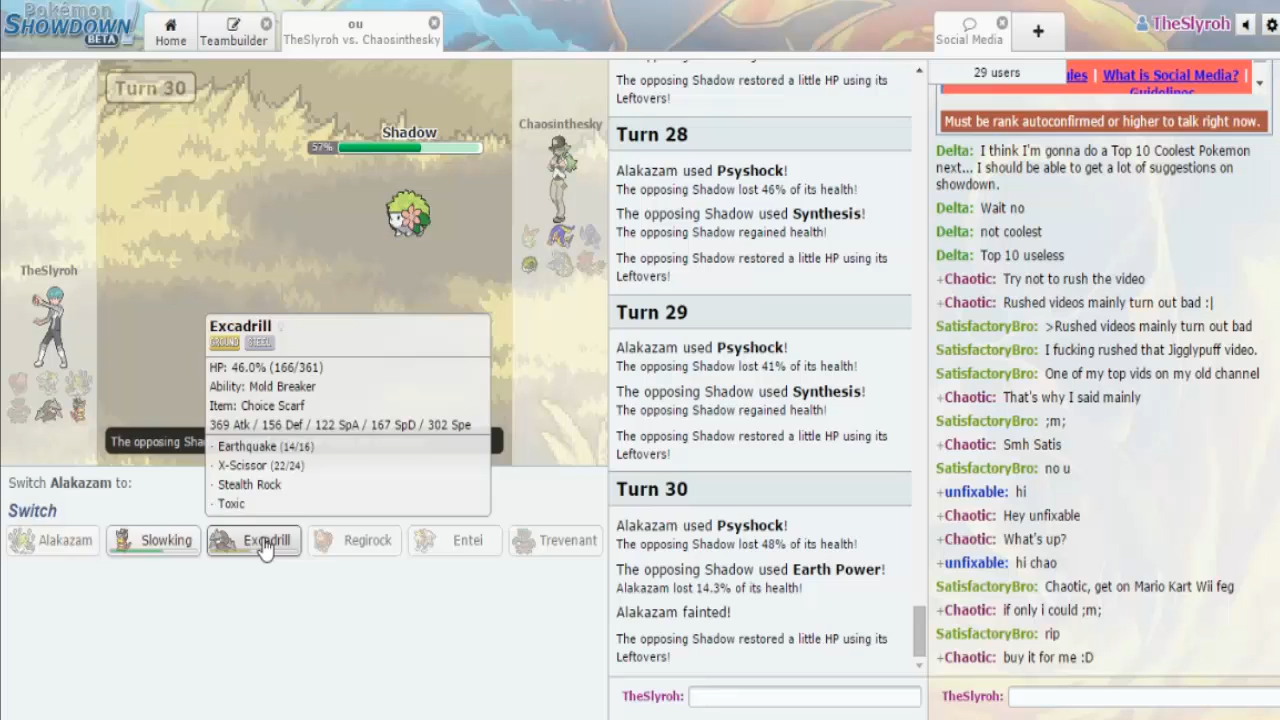 Pokémon
SHOWDOWN
BETA
Home
Teambuilder
ou
TheSlyroh vs. Chaosinthesky
Social Media
+
TheSlyroh
Turn 30
Shadow
57%
Chaosinthesky
TheSlyroh
Excadrill
GROUND STEEL
HP: 46.0% (166/361)
Ability: Mold Breaker
Item: Choice Scarf
369 Atk / 156 Def / 122 SpA / 167 SpD / 302 Spe
· Earthquake (14/16)
· X-Scissor (22/24)
· Stealth Rock
· Toxic
The opposing Sha
Switch Alakazam to:
Switch
Alakazam
Slowking
Excadrill
Regirock
Entei
Trevenant
The opposing Shadow restored a little HP using its
Leftovers!
Turn 28
Alakazam used Psyshock!
The opposing Shadow lost 46% of its health!
The opposing Shadow used Synthesis!
The opposing Shadow regained health!
The opposing Shadow restored a little HP using its
Leftovers!
Turn 29
Alakazam used Psyshock!
The opposing Shadow lost 41% of its health!
The opposing Shadow used Synthesis!
The opposing Shadow regained health!
The opposing Shadow restored a little HP using its
Leftovers!
Turn 30
Alakazam used Psyshock!
The opposing Shadow lost 48% of its health!
The opposing Shadow used Earth Power!
Alakazam lost 14.3% of its health!
Alakazam fainted!
The opposing Shadow restored a little HP using its
Leftovers!
TheSlyroh:
29 users
ules | What is Social Media? |
Guidelines
Must be rank autoconfirmed or higher to talk right now.
Delta: I think I'm gonna do a Top 10 Coolest Pokemon
next... I should be able to get a lot of suggestions on
showdown.
Delta: Wait no
Delta: not coolest
Delta: Top 10 useless
+Chaotic: Try not to rush the video
+Chaotic: Rushed videos mainly turn out bad :|
SatisfactoryBro: >Rushed videos mainly turn out bad
SatisfactoryBro: I fucking rushed that Jigglypuff video.
SatisfactoryBro: One of my top vids on my old channel
+Chaotic: That's why I said mainly
SatisfactoryBro: ;m;
+Chaotic: Smh Satis
SatisfactoryBro: no u
+unfixable: hi
+Chaotic: Hey unfixable
+Chaotic: What's up?
+unfixable: hi chao
SatisfactoryBro: Chaotic, get on Mario Kart Wii feg
+Chaotic: if only i could ;m;
SatisfactoryBro: rip
+Chaotic: buy it for me :D
TheSlyroh: